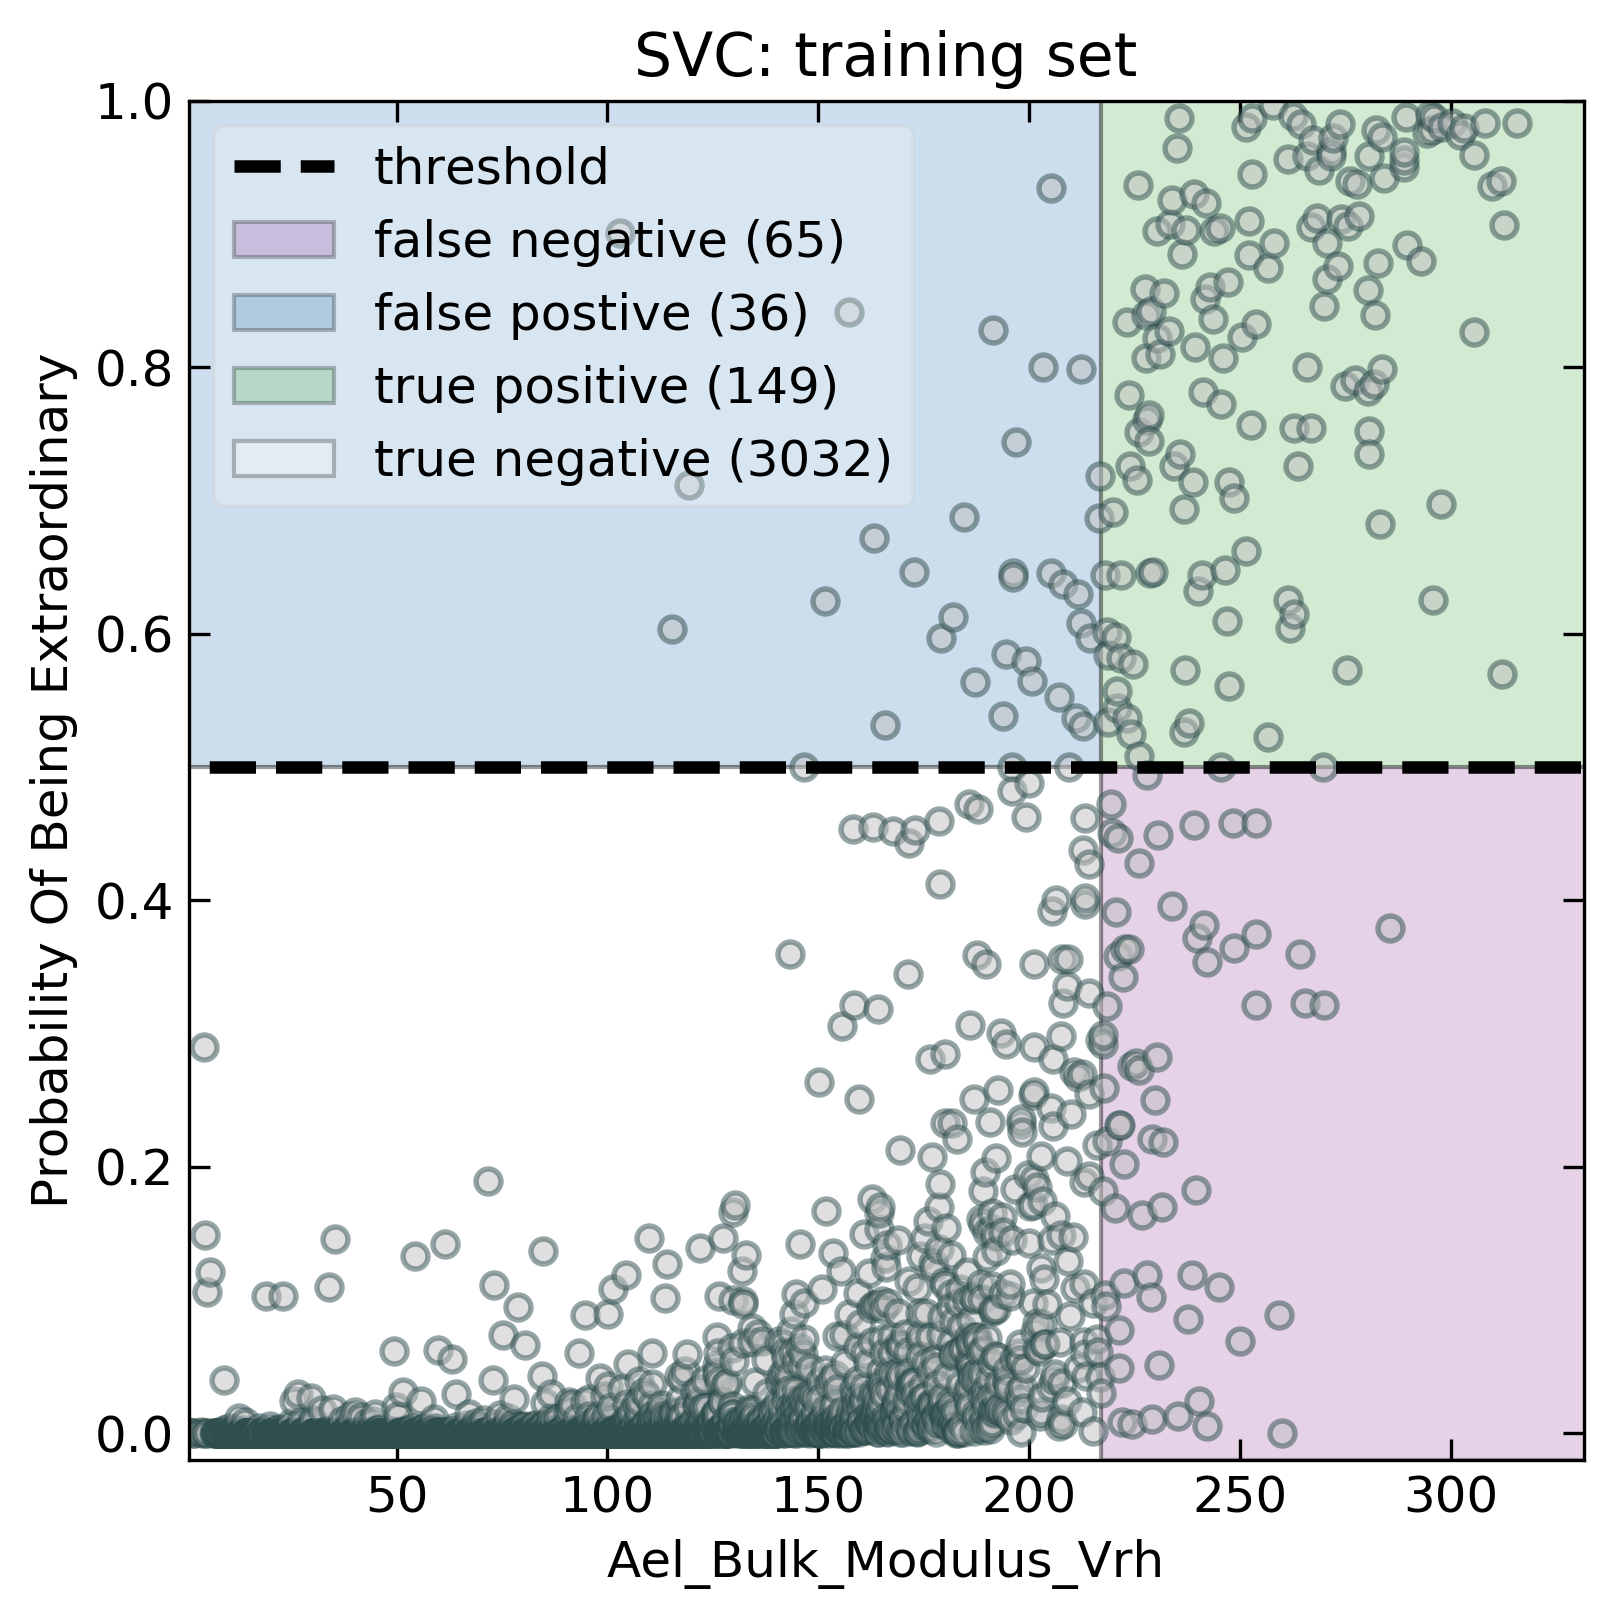 SVC: training set
1.0
0.8
0.6
0.4
0.2
0.0
Probability Of Being Extraordinary
threshold
false negative (65)
false postive (36)
true positive (149)
true negative (3032)
50 100 150 200 250 300
Ael_Bulk_Modulus_Vrh